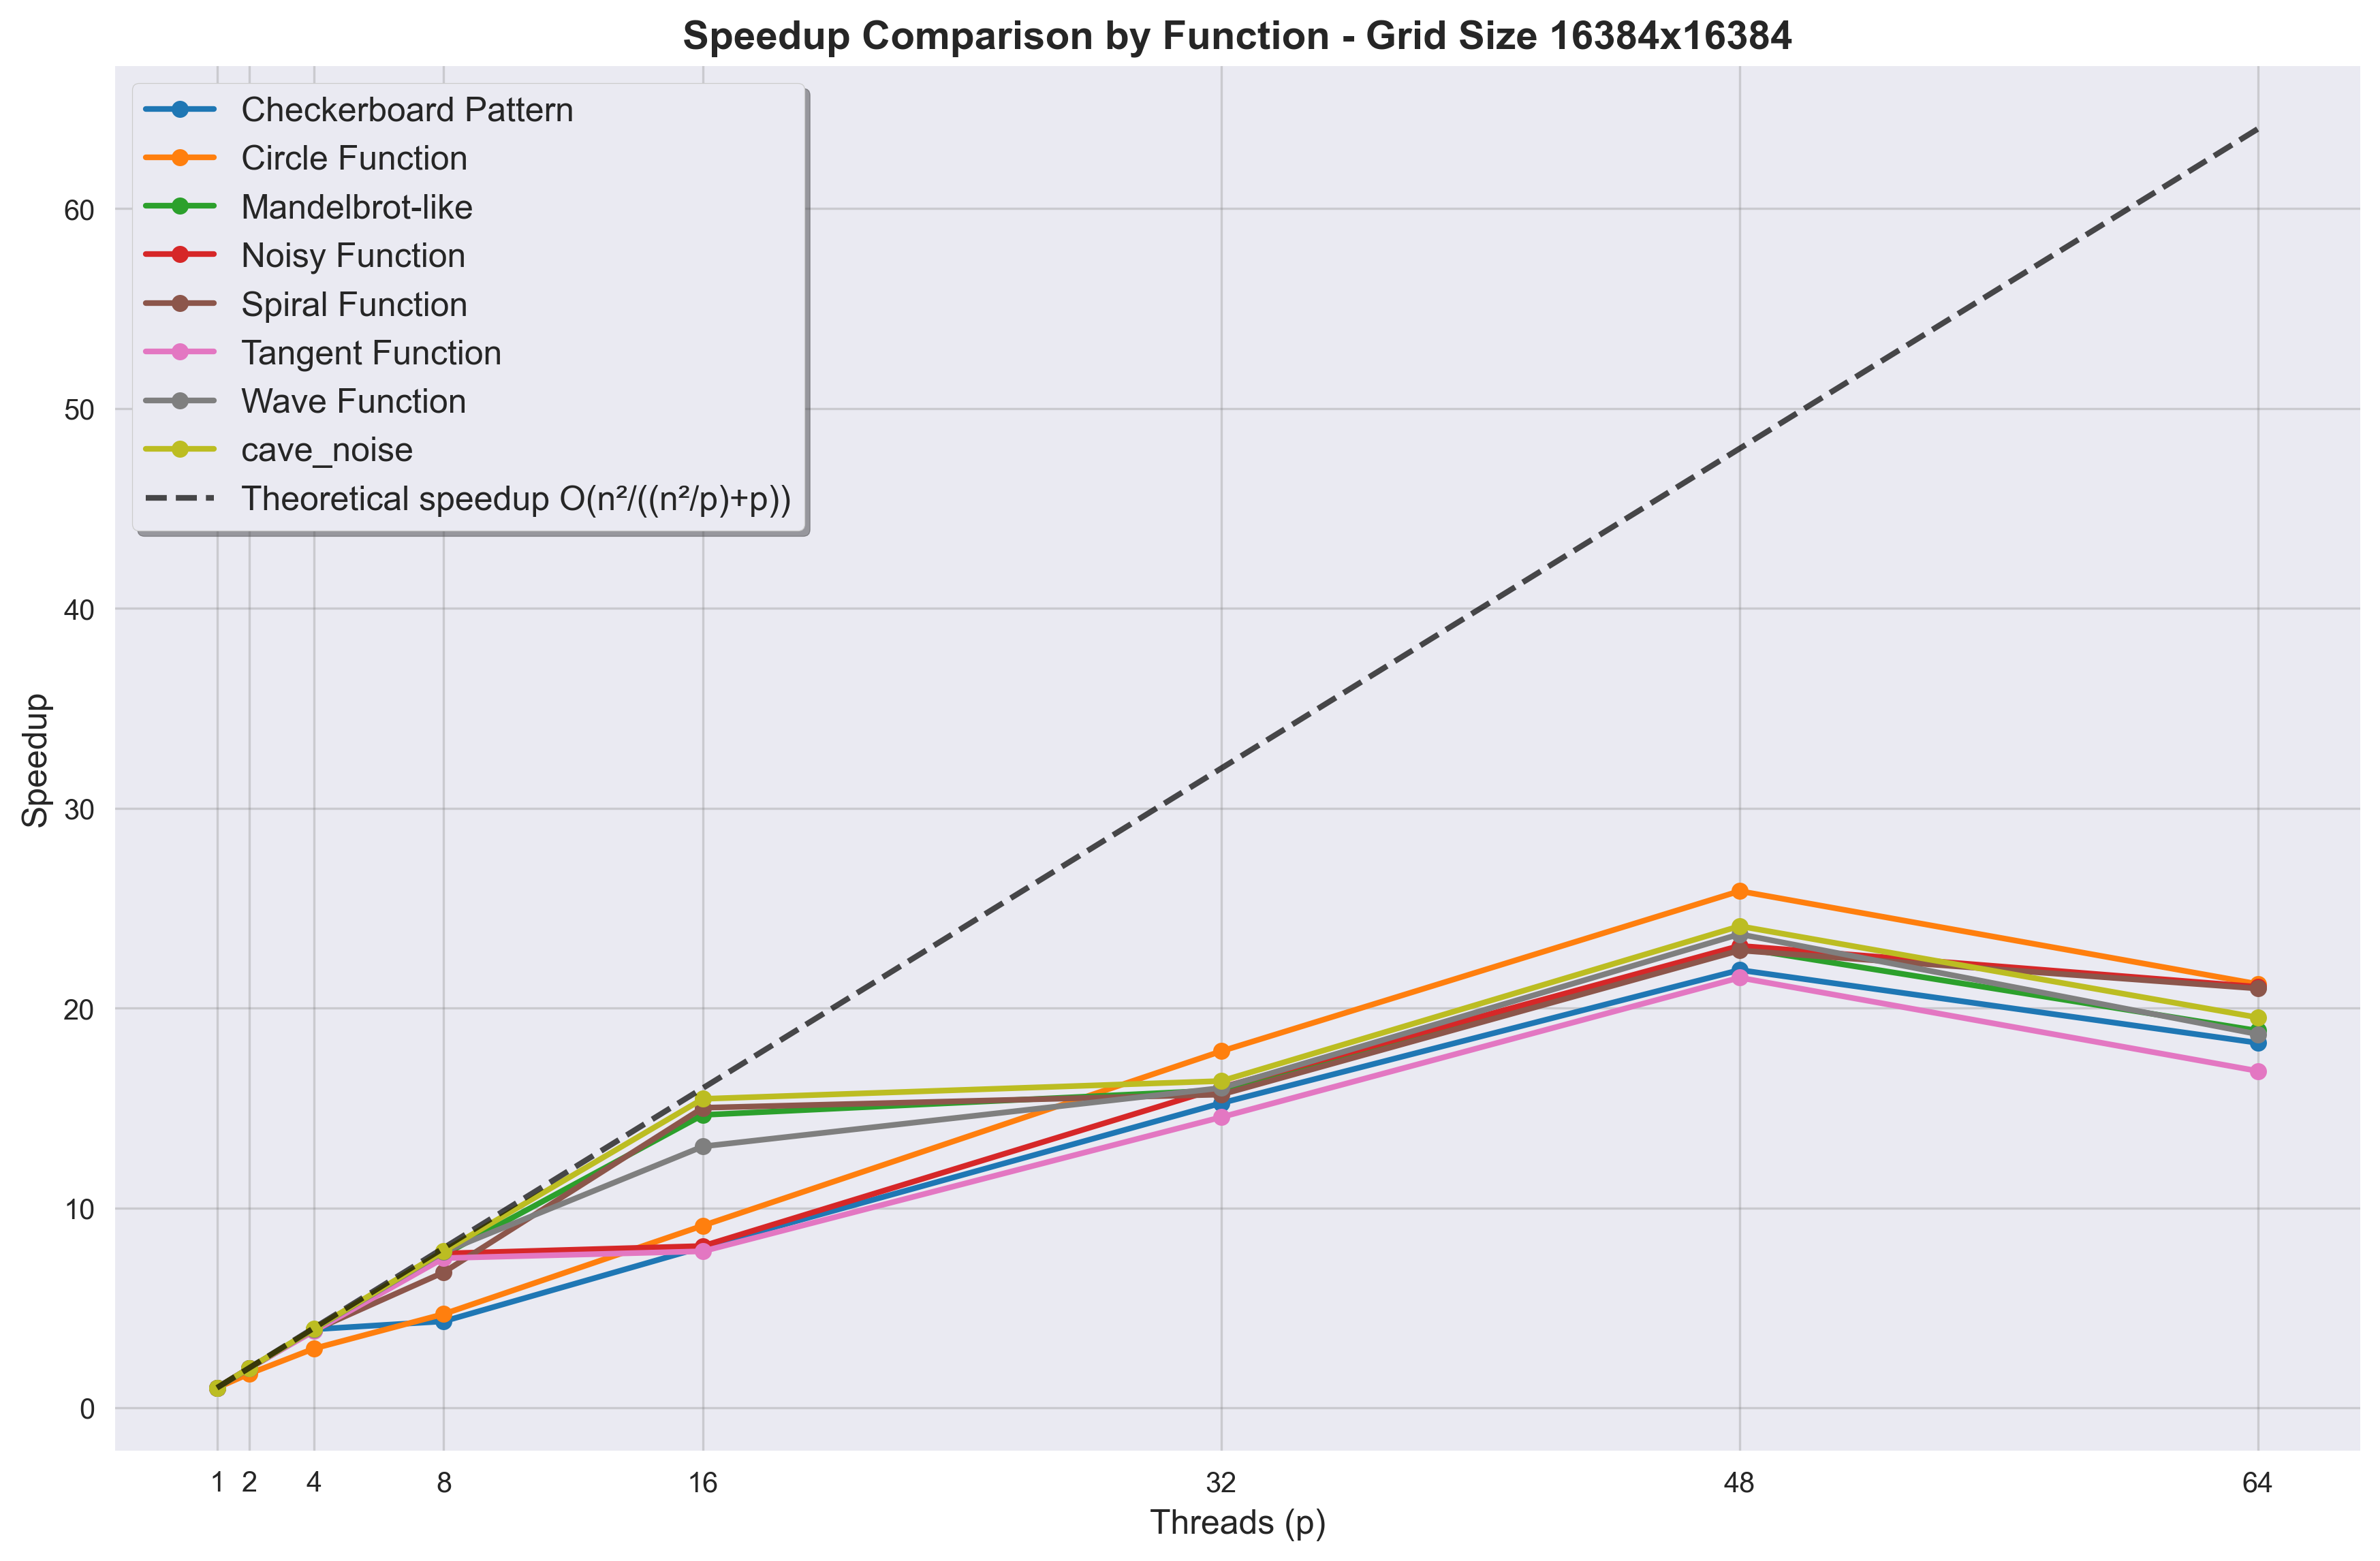 Speedup Comparison by Function - Grid Size 16384x16384
Checkerboard Pattern
Circle Function
Mandelbrot-like
Noisy Function
Spiral Function
Tangent Function
Wave Function
cave_noise
Theoretical speedup O(n²/((n²/p)+p))
60
50
40
30
20
10
0
Speedup
1 2 4 8 16 32 48 64
Threads (p)